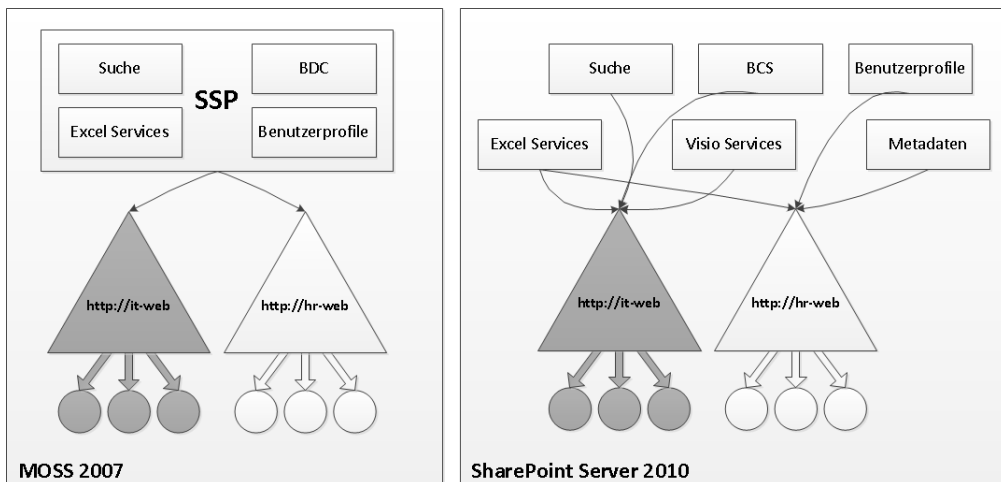 Suche
BDC
SSP
Excel Services
Benutzerprofile
http://it-web
http://hr-web
MOSS 2007
Suche
BCS
Benutzerprofile
Excel Services
Visio Services
Metadaten
http://it-web
http://hr-web
SharePoint Server 2010